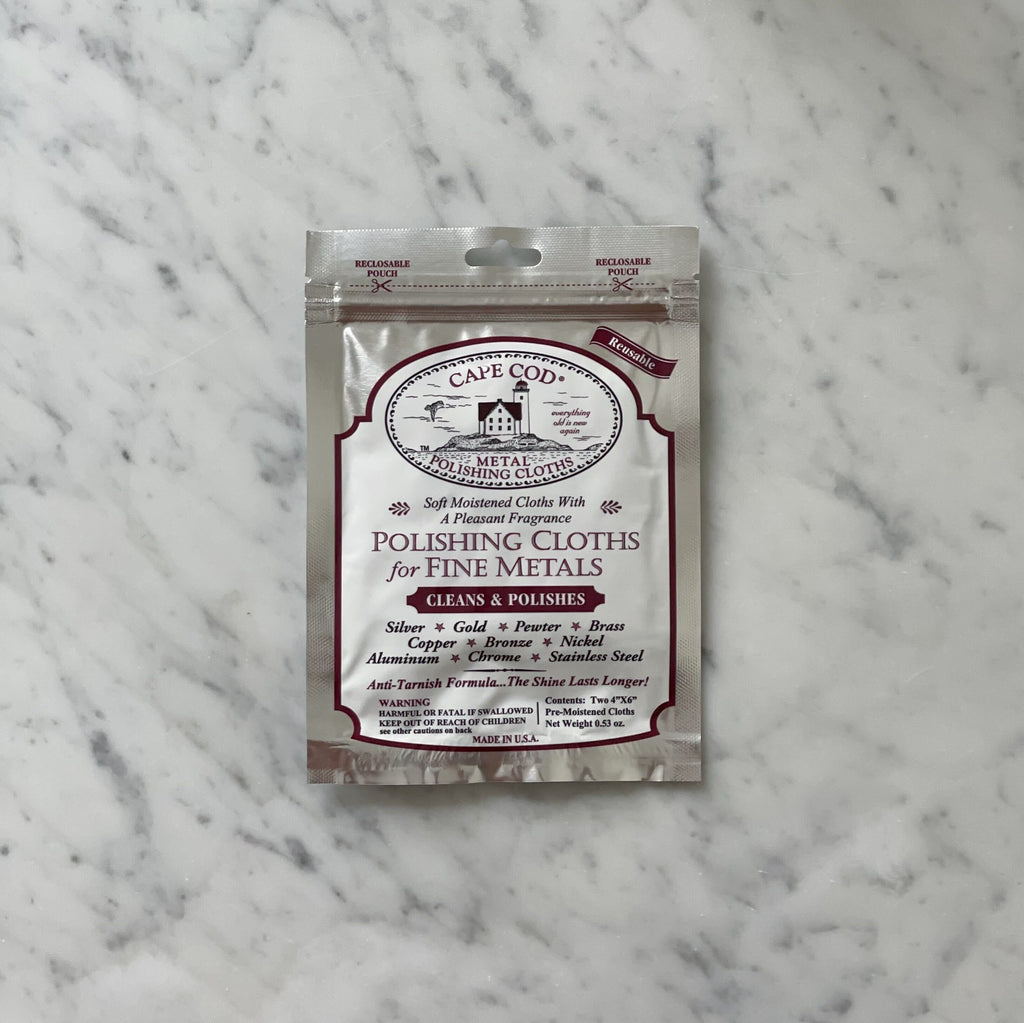 RECLOSABLE
POUCH
RECLOSABLE
POUCH
Reusable
CAPE COD®
everything
old is new
again
™
METAL
POLISHING CLOTHS
Soft Moistened Cloths With
A Pleasant Fragrance
POLISHING CLOTHS
for FINE METALS
CLEANS & POLISHES
Silver ★ Gold ★ Pewter ★ Brass
Copper ★ Bronze ★ Nickel
Aluminum ★ Chrome ★ Stainless Steel
Anti-Tarnish Formula...The Shine Lasts Longer!
WARNING
HARMFUL OR FATAL IF SWALLOWED
KEEP OUT OF REACH OF CHILDREN
see other cautions on back
Contents: Two 4"X6"
Pre-Moistened Cloths
Net Weight 0.53 oz.
MADE IN U.S.A.